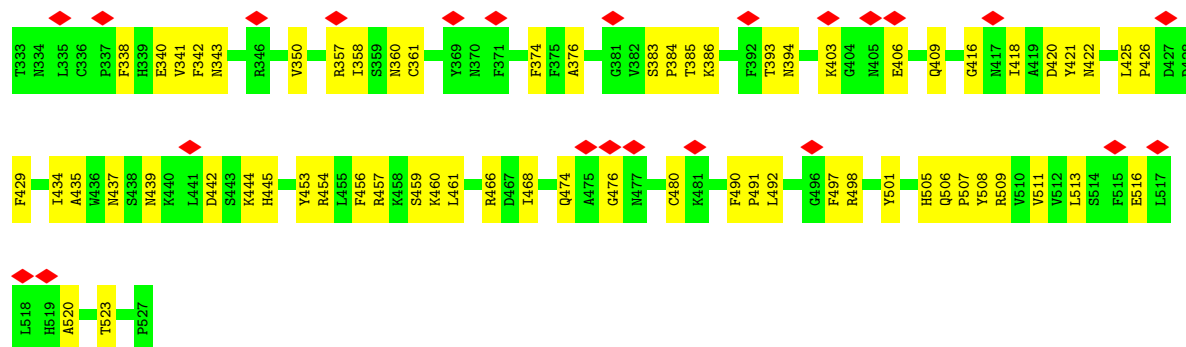 T333 N334 L335 C336 P337 F338 H339 E340 V341 F342 N343 R346 V350 R357 I358 S359 N360 C361 Y369 N370 F371 F374 F375 A376 G381 V382 S383 P384 T385 K386 F392 T393 N394 K403 G404 N405 E406 Q409 G416 N417 I418 A419 D420 Y421 N422 L425 P426 D427
F429 I434 A435 W436 N437 S438 N439 K440 L441 D442 S443 K444 H445 Y453 R454 L455 F456 R457 K458 S459 K460 L461 R466 D467 I468 Q474 A475 G476 N477 C480 K481 F490 P491 L492 G496 F497 R498 Y501 H505 Q506 P507 Y508 R509 V510 V511 V512 L513 S514 F515 E516 L517
L518 H519 A520 T523 P527